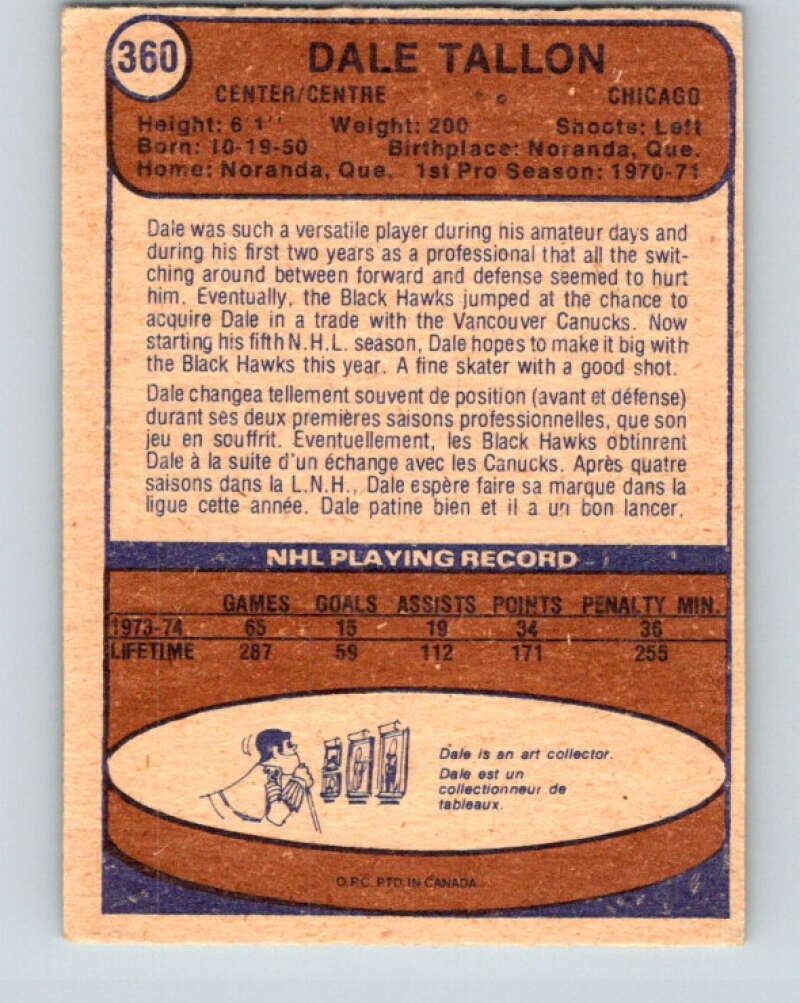 360
DALE TALLON
CENTER/CENTRE CHICAGO
Height: 6'1'' Weight: 200 Shoots: Left
Born: 10-19-50 Birthplace: Noranda, Que.
Home: Noranda, Que. 1st Pro Season: 1970-71
Dale was such a versatile player during his amateur days and
during his first two years as a professional that all the swit-
ching around between forward and defense seemed to hurt
him. Eventually, the Black Hawks jumped at the chance to
acquire Dale in a trade with the Vancouver Canucks. Now
starting his fifth N.H.L. season, Dale hopes to make it big with
the Black Hawks this year. A fine skater with a good shot.
Dale changea tellement souvent de position (avant et défense)
durant ses deux premières saisons professionnelles, que son
jeu en souffrit. Eventuellement, les Black Hawks obtinrent
Dale à la suite d'un échange avec les Canucks. Après quatre
saisons dans la L.N.H., Dale espère faire sa marque dans la
ligue cette année. Dale patine bien et il a un bon lancer.
NHL PLAYING RECORD
GAMES GOALS ASSISTS POINTS PENALTY MIN.
1973-74 65 15 19 34 36
LIFETIME 287 59 112 171 255
Dale is an art collector.
Dale est un
collectionneur de
tableaux.
O.P.C. PTD. IN CANADA